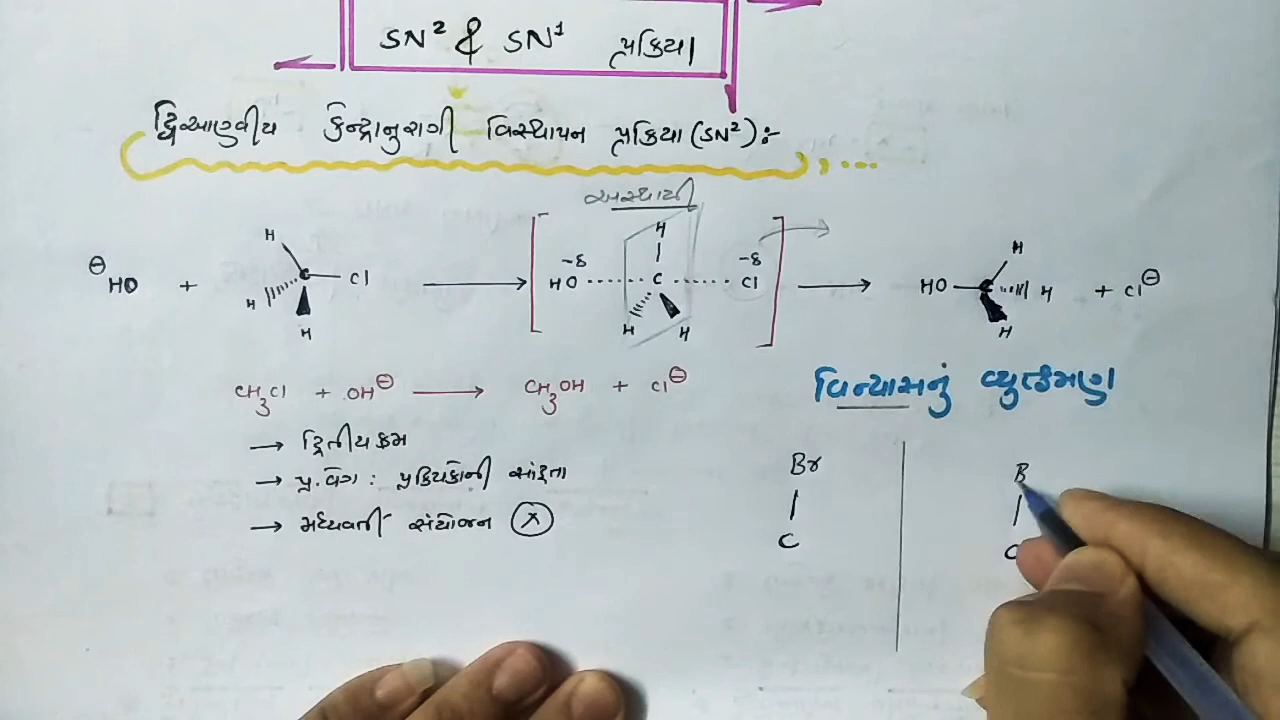 SN² & SN¹ પ્રક્રિયા
દ્વિઆણ્વીય કેન્દ્રાનુરાગી વિસ્થાપન પ્રક્રિયા (SN²) :-
અસ્થાયી
H H H
-δ -δ
⊖HO + C Cl → [ HO ...... C ...... Cl ] → HO C H + Cl⊖
H H H H H
CH₃Cl + OH⊖ → CH₃OH + Cl⊖
વિન્યાસનું વ્યુત્ક્રમણ
→ દ્વિતીય ક્રમ
→ પ્ર. વેગ : પ્રક્રિયકોની સાંદ્રતા
→ મધ્યવર્તી સંયોજન ⓧ
Br B
C C